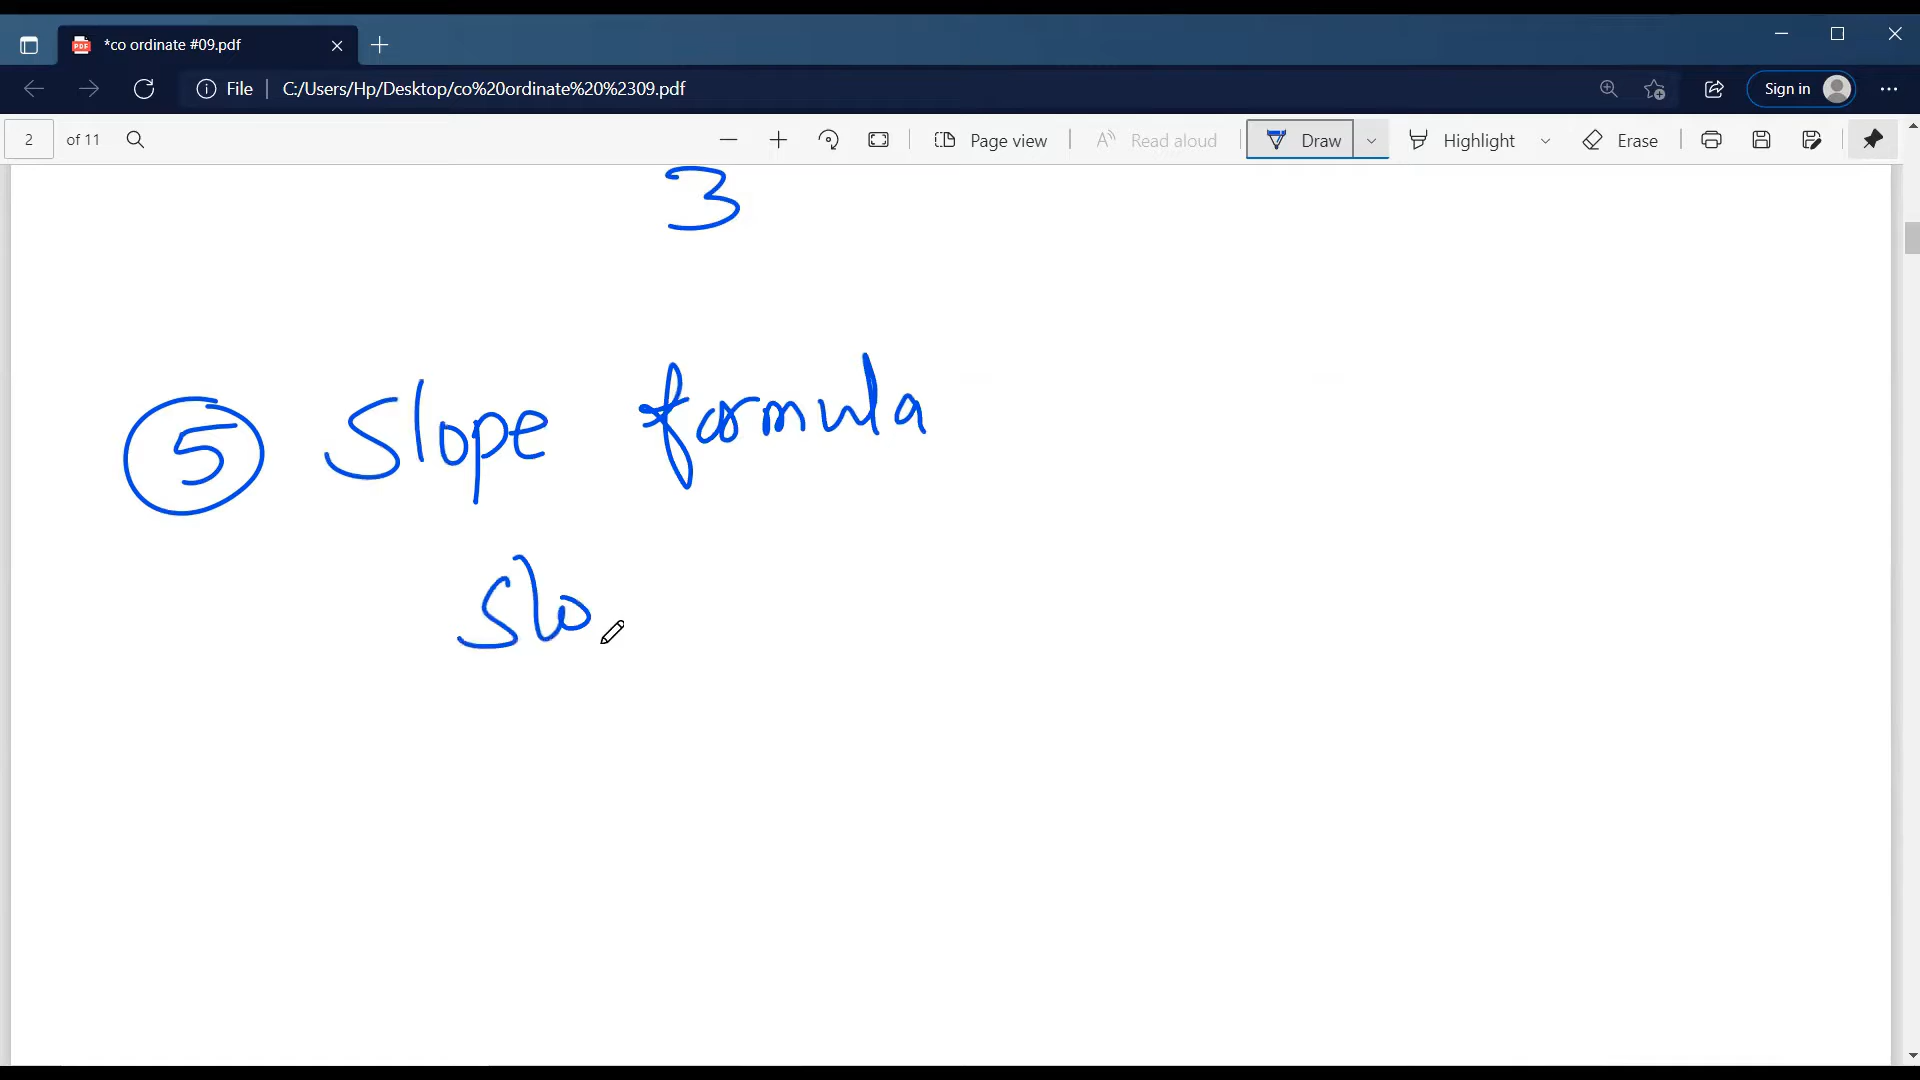 *co ordinate #09.pdf
File C:/Users/Hp/Desktop/co%20ordinate%20%2309.pdf Sign in
2 of 11 Page view Read aloud Draw Highlight Erase
3
5 Slope formula
Slo